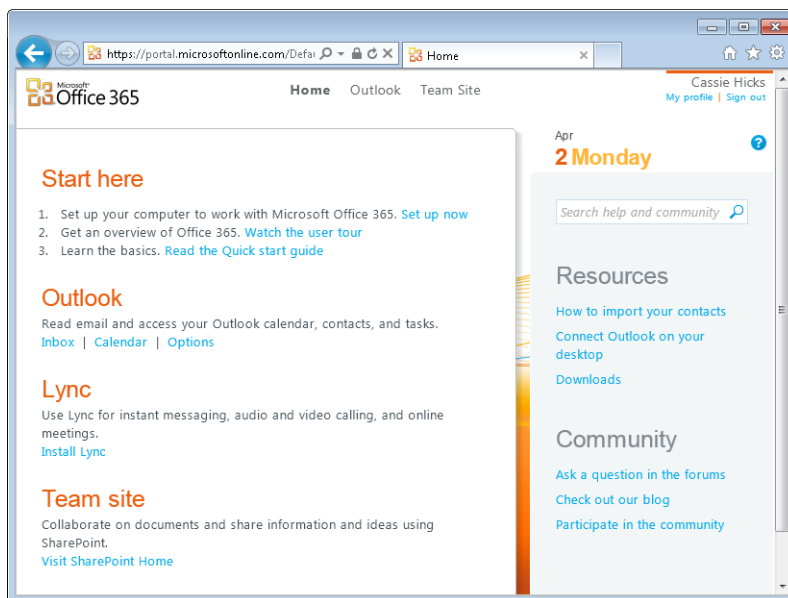 https://portal.microsoftonline.com/Defau
Home
Microsoft
Office 365
Home Outlook Team Site
Cassie Hicks
My profile | Sign out
Apr
2 Monday
Start here
1. Set up your computer to work with Microsoft Office 365. Set up now
2. Get an overview of Office 365. Watch the user tour
3. Learn the basics. Read the Quick start guide
Outlook
Read email and access your Outlook calendar, contacts, and tasks.
Inbox | Calendar | Options
Lync
Use Lync for instant messaging, audio and video calling, and online
meetings.
Install Lync
Team site
Collaborate on documents and share information and ideas using
SharePoint.
Visit SharePoint Home
Search help and community
Resources
How to import your contacts
Connect Outlook on your
desktop
Downloads
Community
Ask a question in the forums
Check out our blog
Participate in the community